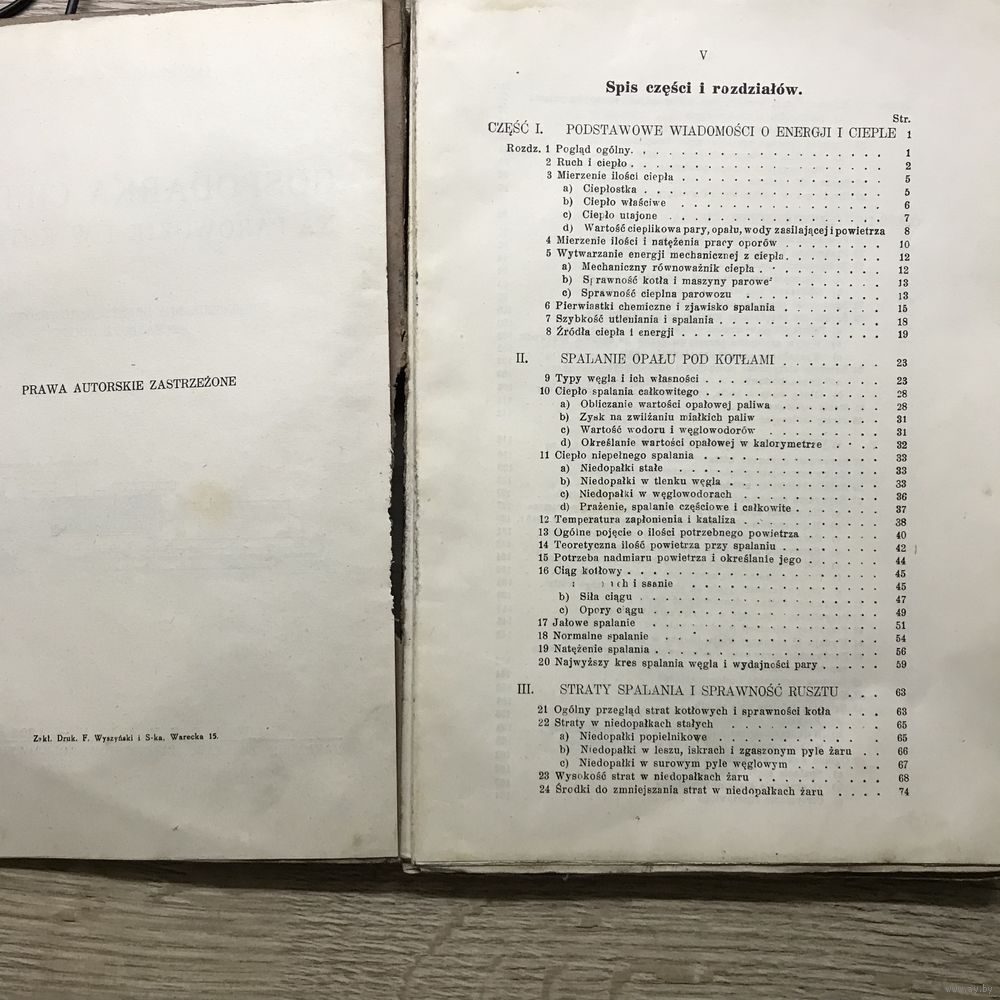 PRAWA AUTORSKIE ZASTRZEŻONE
Zakł. Druk. F. Wyszyński i S-ka. Warecka 15.
V
Spis części i rozdziałów.
Str.
CZĘŚĆ I. PODSTAWOWE WIADOMOŚCI O ENERGJI I CIEPLE 1
Rozdz. 1 Pogląd ogólny. 1
2 Ruch i ciepło. 2
3 Mierzenie ilości ciepła 5
a) Ciepłostka 5
b) Ciepło właściwe 6
c) Ciepło utajone 7
d) Wartość cieplikowa pary, opału, wody zasilającej i powietrza 8
4 Mierzenie ilości i natężenia pracy oporów 10
5 Wytwarzanie energji mechanicznej z ciepła. 12
a) Mechaniczny równoważnik ciepła 12
b) Sprawność kotła i maszyny parowej 13
c) Sprawność cieplna parowozu 13
6 Pierwiastki chemiczne i zjawisko spalania 15
7 Szybkość utleniania i spalania 18
8 Źródła ciepła i energji 19
II. SPALANIE OPAŁU POD KOTŁAMI 23
9 Typy węgla i ich własności 23
10 Ciepło spalania całkowitego 28
a) Obliczanie wartości opałowej paliwa 28
b) Zysk na zwilżaniu miałkich paliw 31
c) Wartość wodoru i węglowodorów 31
d) Określanie wartości opałowej w kalorymetrze 32
11 Ciepło niepełnego spalania 33
a) Niedopałki stałe 33
b) Niedopałki w tlenku węgla 33
c) Niedopałki w węglowodorach 36
d) Prażenie, spalanie częściowe i całkowite 37
12 Temperatura zapłonienia i kataliza 38
13 Ogólne pojęcie o ilości potrzebnego powietrza 40
14 Teoretyczna ilość powietrza przy spalaniu 42
15 Potrzeba nadmiaru powietrza i określanie jego 44
16 Ciąg kotłowy 45
i ssanie 45
b) Siła ciągu 47
c) Opory ciągu 49
17 Jałowe spalanie 51
18 Normalne spalanie 54
19 Natężenie spalania 56
20 Najwyższy kres spalania węgla i wydajności pary 59
III. STRATY SPALANIA I SPRAWNOŚĆ RUSZTU 63
21 Ogólny przegląd strat kotłowych i sprawności kotła 63
22 Straty w niedopałkach stałych 65
a) Niedopałki popielnikowe 65
b) Niedopałki w leszu, iskrach i zgaszonym pyle żaru 66
c) Niedopałki w surowym pyle węglowym 67
23 Wysokość strat w niedopałkach żaru 68
24 Środki do zmniejszania strat w niedopałkach żaru 74
www.ay.by